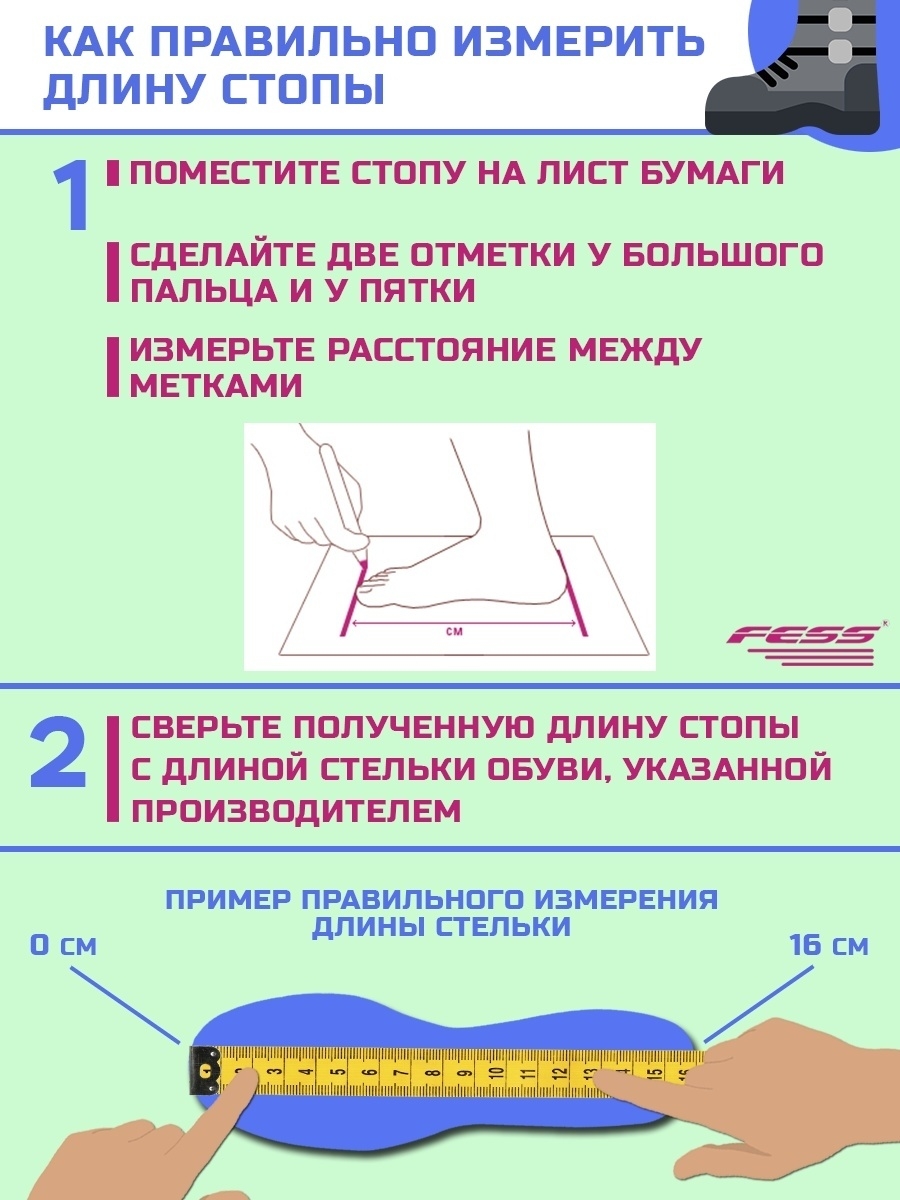 КАК ПРАВИЛЬНО ИЗМЕРИТЬ
ДЛИНУ СТОПЫ
1
ПОМЕСТИТЕ СТОПУ НА ЛИСТ БУМАГИ
СДЕЛАЙТЕ ДВЕ ОТМЕТКИ У БОЛЬШОГО
ПАЛЬЦА И У ПЯТКИ
ИЗМЕРЬТЕ РАССТОЯНИЕ МЕЖДУ
МЕТКАМИ
см
FESS
2
СВЕРЬТЕ ПОЛУЧЕННУЮ ДЛИНУ СТОПЫ
С ДЛИНОЙ СТЕЛЬКИ ОБУВИ, УКАЗАННОЙ
ПРОИЗВОДИТЕЛЕМ
ПРИМЕР ПРАВИЛЬНОГО ИЗМЕРЕНИЯ
ДЛИНЫ СТЕЛЬКИ
0 СМ
16 СМ
1 2 3 4 5 6 7 8 9 10 11 12 13 14 15 16